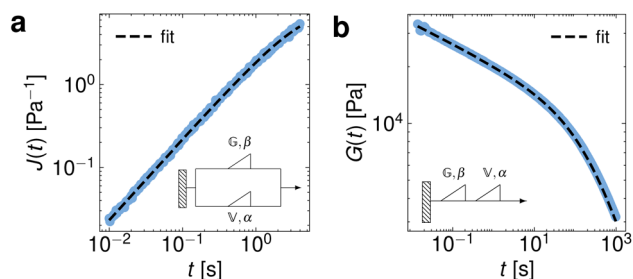 a
b
J(t) [Pa⁻¹]
10⁰
10⁻¹
fit
𝔾, β
𝕍, α
10⁻² 10⁻¹ 10⁰
t [s]
G(t) [Pa]
10⁴
fit
𝔾, β 𝕍, α
10⁻¹ 10¹ 10³
t [s]